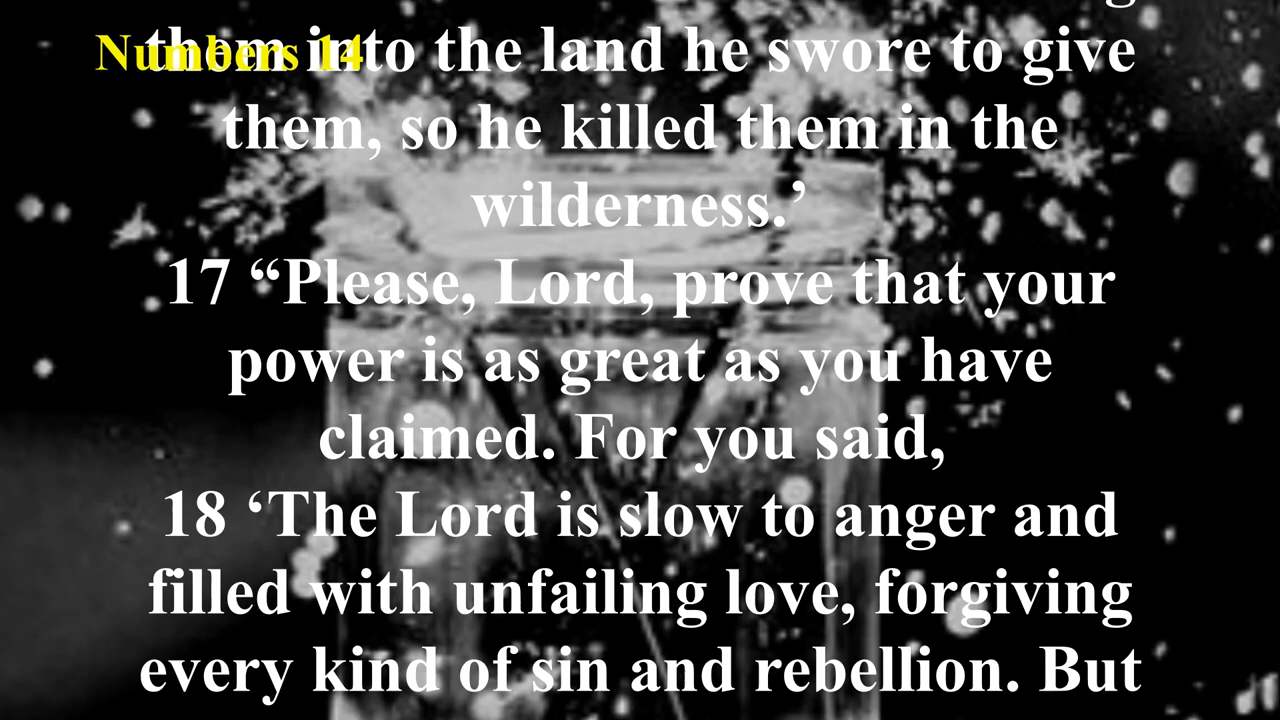 Numbers 14
them into the land he swore to give
them, so he killed them in the
wilderness.’
17 “Please, Lord, prove that your
power is as great as you have
claimed. For you said,
18 ‘The Lord is slow to anger and
filled with unfailing love, forgiving
every kind of sin and rebellion. But